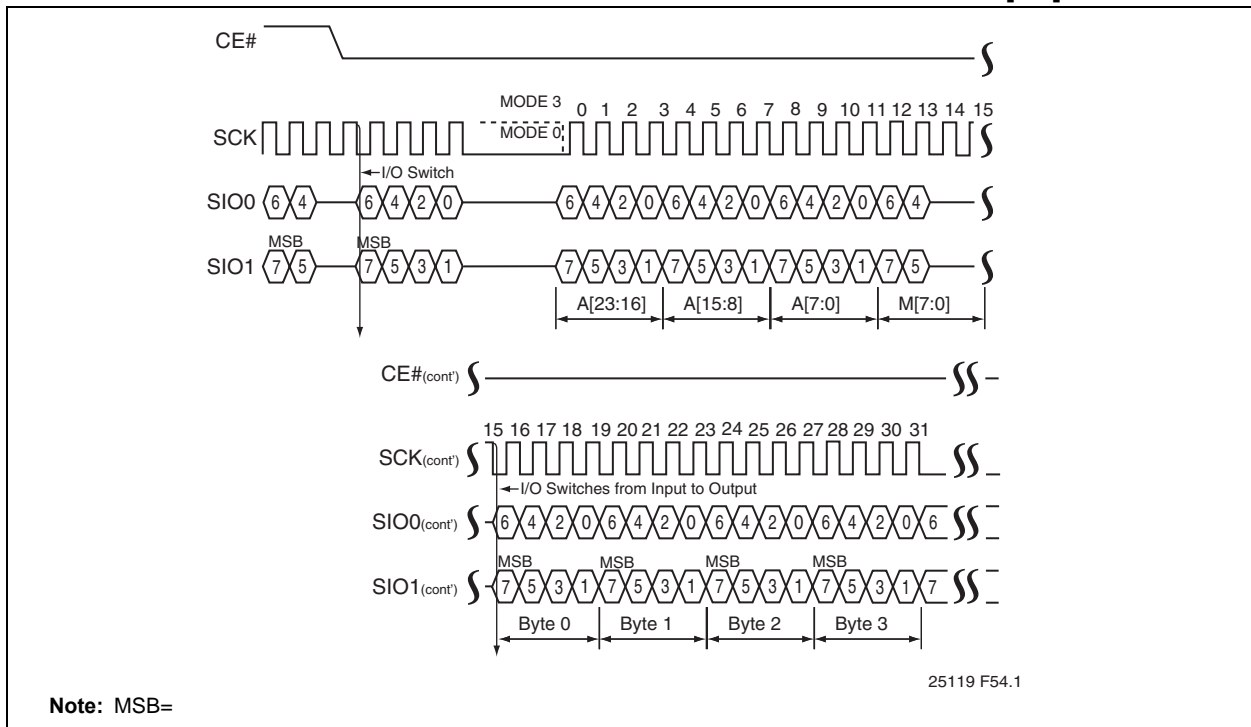 CE#
MODE 3
0 1 2 3 4 5 6 7 8 9 10 11 12 13 14 15
SCK
MODE 0
I/O Switch
SIO0 6 4 6 4 2 0 6 4 2 0 6 4 2 0 6 4 2 0 6 4
MSB MSB
SIO1 7 5 7 5 3 1 7 5 3 1 7 5 3 1 7 5 3 1 7 5
A[23:16] A[15:8] A[7:0] M[7:0]
CE#(cont')
15 16 17 18 19 20 21 22 23 24 25 26 27 28 29 30 31
SCK(cont')
I/O Switches from Input to Output
SIO0(cont') 6 4 2 0 6 4 2 0 6 4 2 0 6 4 2 0 6
MSB MSB MSB MSB
SIO1(cont') 7 5 3 1 7 5 3 1 7 5 3 1 7 5 3 1 7
Byte 0 Byte 1 Byte 2 Byte 3
25119 F54.1
Note: MSB=